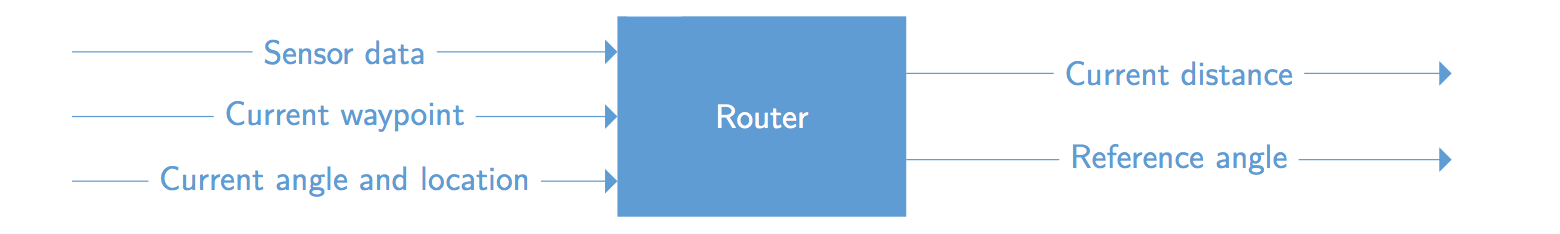 Sensor data
Current waypoint
Current angle and location
Router
Current distance
Reference angle